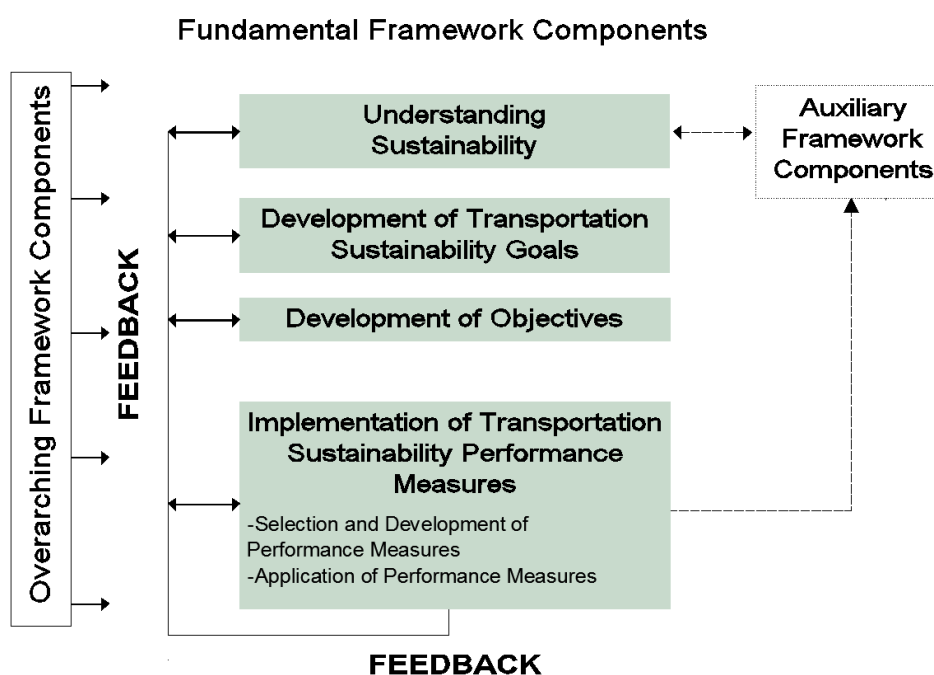 Fundamental Framework Components
Overarching Framework Components
FEEDBACK
Understanding
Sustainability
Auxiliary
Framework
Components
Development of Transportation
Sustainability Goals
Development of Objectives
Implementation of Transportation
Sustainability Performance
Measures
-Selection and Development of
Performance Measures
-Application of Performance Measures
FEEDBACK